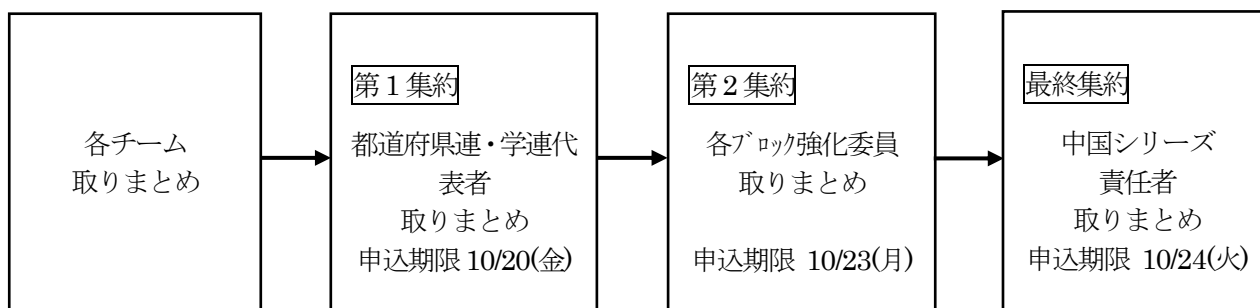 各チーム
取りまとめ
第1集約
都道府県連・学連代
表者
取りまとめ
申込期限 10/20(金)
第2集約
各ﾌﾞﾛｯｸ強化委員
取りまとめ
申込期限 10/23(月)
最終集約
中国シリーズ
責任者
取りまとめ
申込期限 10/24(火)